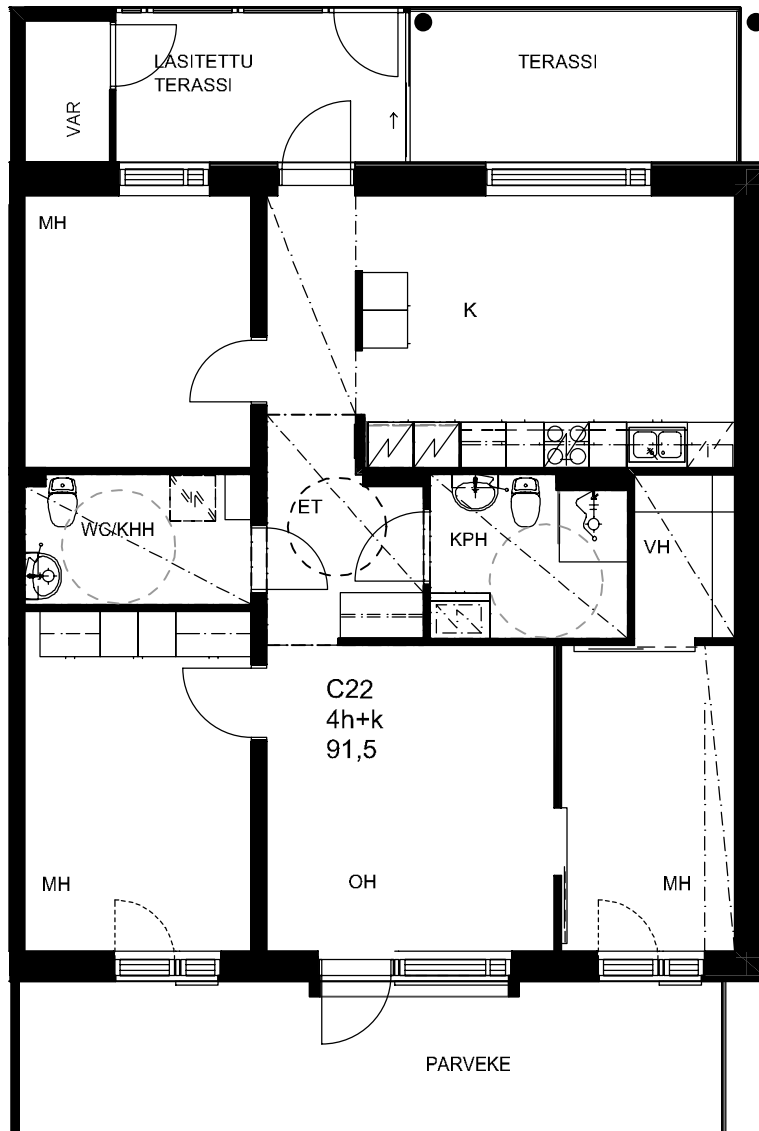 LASITETTU
TERASSI
TERASSI
VAR
MH
K
ET
WC/KHH
KPH
VH
C22
4h+k
91,5
MH
OH
MH
PARVEKE